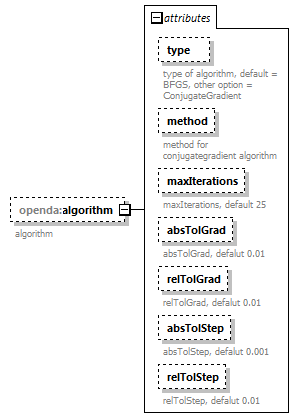 attributes
type
type of algorithm, default =
BFGS, other option =
ConjugateGradient
method
method for
conjugategradient algorithm
maxIterations
maxIterations, default 25
openda:algorithm
algorithm
absTolGrad
absTolGrad, defalut 0.01
relTolGrad
relTolGrad, defalut 0.01
absTolStep
absTolStep, defalut 0.001
relTolStep
relTolStep, defalut 0.01